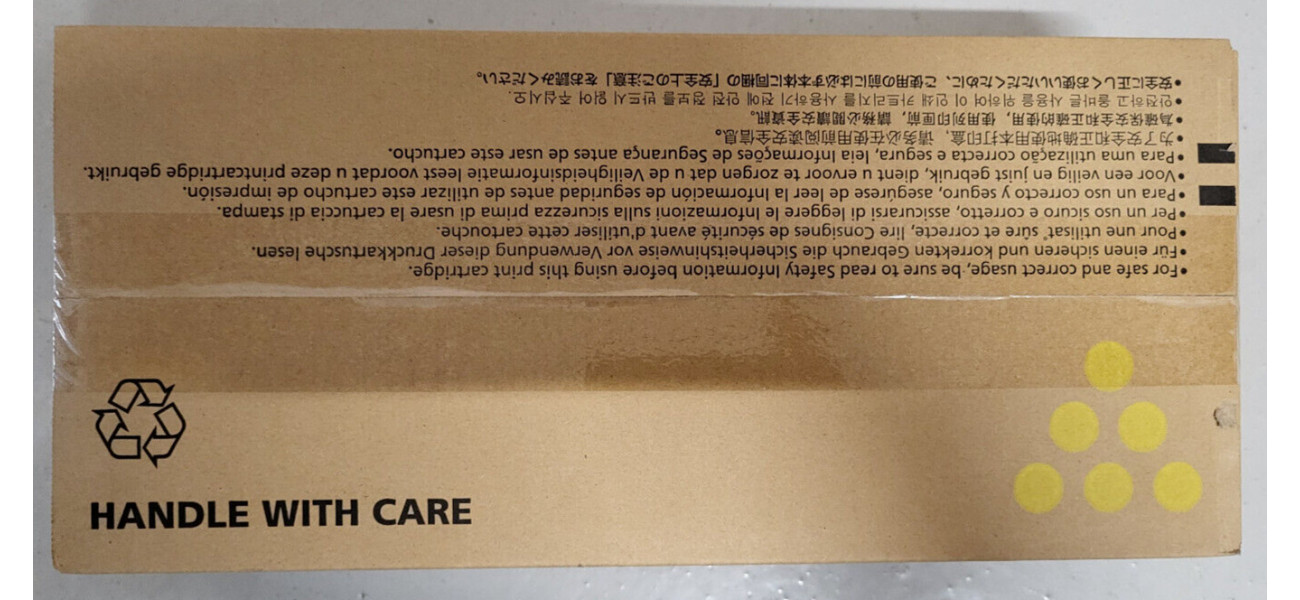 •For safe and correct usage, be sure to read Safety Information before using this print cartridge.
•Für einen sicheren und korrekten Gebrauch die Sicherheitshinweise vor Verwendung dieser Druckkartusche lesen.
•Pour une utilisat° sûre et correcte, lire Consignes de sécurité avant d'utiliser cette cartouche.
•Per un uso sicuro e corretto, assicurarsi di leggere le Informazioni sulla sicurezza prima di usare la cartuccia di stampa.
•Para un uso correcto y seguro, asegúrese de leer la Información de seguridad antes de utilizar este cartucho de impresión.
•Voor een veilig en juist gebruik, dient u ervoor te zorgen dat u de Veiligheidsinformatie leest voordat u deze printcartridge gebruikt.
•Para uma utilização correcta e segura, leia Informações de Segurança antes de usar este cartucho.
•为了安全和正确地使用本打印盒，请务必在使用前阅读安全信息。
•為確保安全和正確的使用，使用列印匣前，請務必閱讀安全資訊。
•안전하고 올바른 사용을 위하여 이 인쇄 카트리지를 사용하기 전에 안전 정보를 반드시 읽어 주십시오.
•安全に正しくお使いいただくために、ご使用の前には必ず本体に同梱の「安全上のご注意」をお読みください。
HANDLE WITH CARE